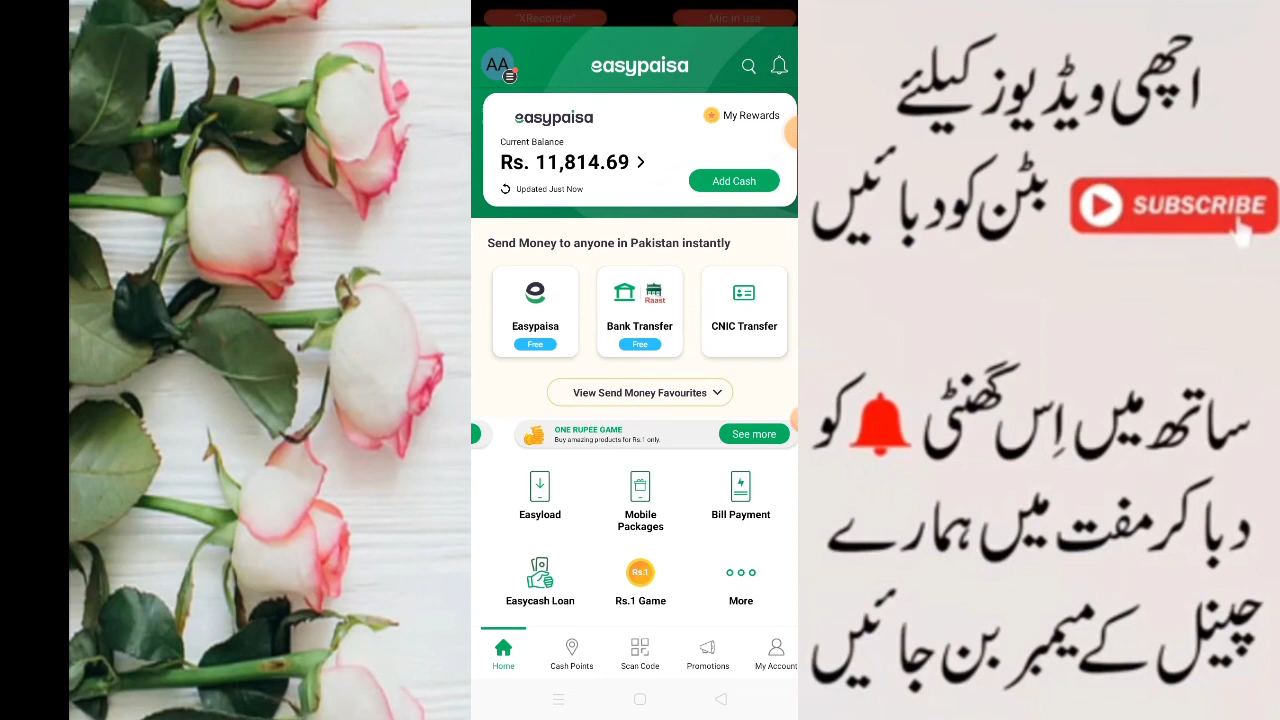 "XRecorder"
Mic in use
AA
easypaisa
easypaisa
My Rewards
Current Balance
Rs. 11,814.69
Updated Just Now
Add Cash
Send Money to anyone in Pakistan instantly
Raast
Easypaisa
Bank Transfer
CNIC Transfer
Free
Free
View Send Money Favourites
ONE RUPEE GAME
Buy amazing products for Rs.1 only.
See more
Easyload
Mobile Packages
Bill Payment
Rs.1
Easycash Loan
Rs.1 Game
More
Home
Cash Points
Scan Code
Promotions
My Account
اچھی ویڈیوز کیلئے
بٹن کو دبائیں
SUBSCRIBE
ساتھ میں اِس گھنٹی کو
دبا کر مفت میں ہمارے
چینل کے میمبر بن جائیں